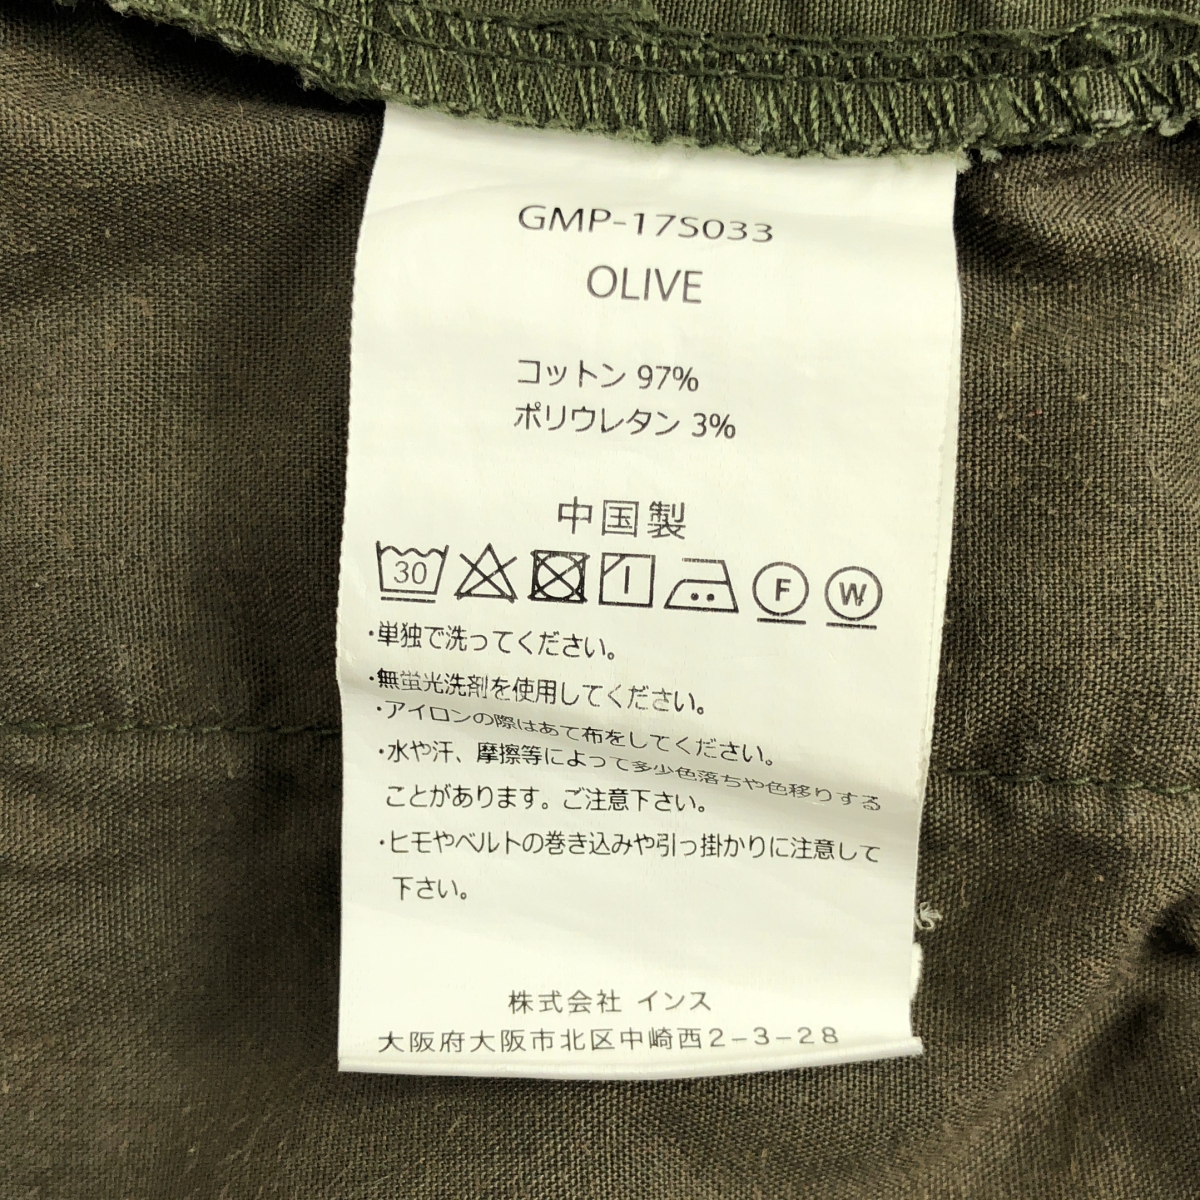 GMP-17S033
OLIVE
コットン 97%
ポリウレタン 3%
中国製
30 F W
・単独で洗ってください。
・無蛍光洗剤を使用してください。
・アイロンの際はあて布をしてください。
・水や汗、摩擦等によって多少色落ちや色移りする
ことがあります。ご注意下さい。
・ヒモやベルトの巻き込みや引っ掛かりに注意して
下さい。
株式会社 インス
大阪府大阪市北区中崎西2-3-28